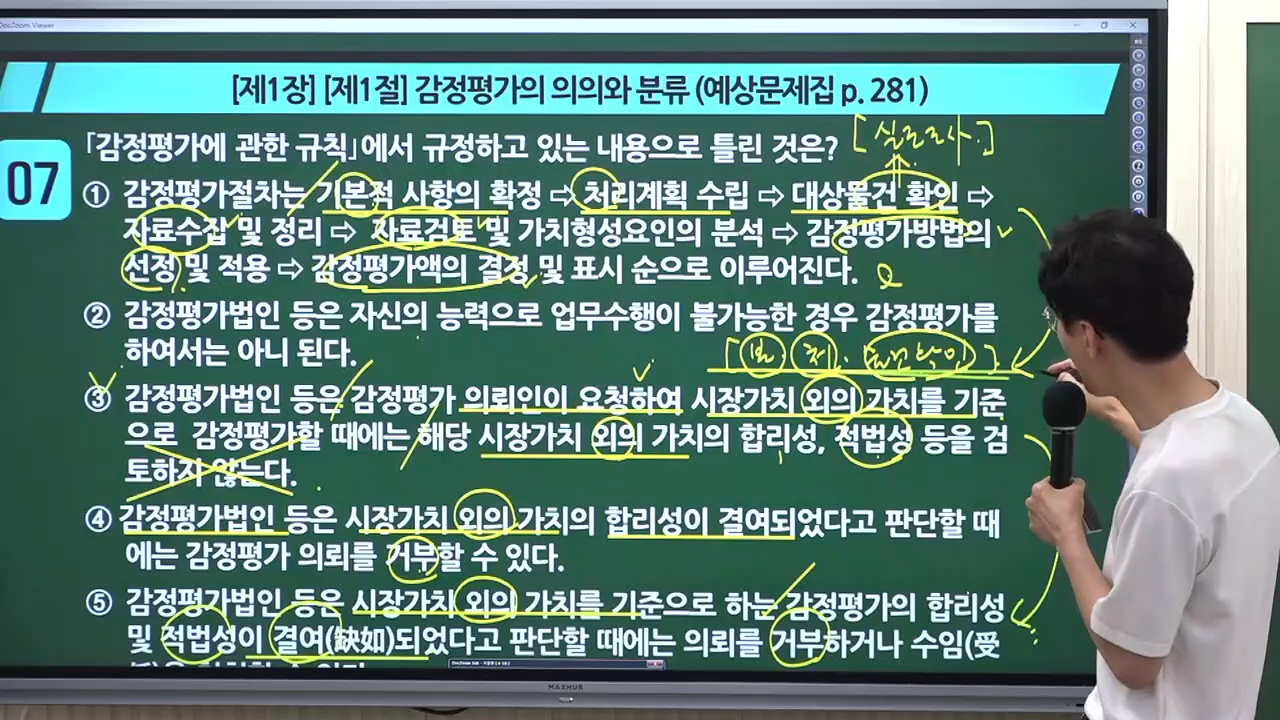 DocZoom Viewer
[제1장] [제1절] 감정평가의 의의와 분류 (예상문제집 p. 281)
[실지조사]
07
「감정평가에 관한 규칙」에서 규정하고 있는 내용으로 틀린 것은?
① 감정평가절차는 기본적 사항의 확정 ⇨ 처리계획 수립 ⇨ 대상물건 확인 ⇨
자료수집 및 정리 ⇨ 자료검토 및 가치형성요인의 분석 ⇨ 감정평가방법의
선정 및 적용 ⇨ 감정평가액의 결정 및 표시 순으로 이루어진다.
② 감정평가법인 등은 자신의 능력으로 업무수행이 불가능한 경우 감정평가를
하여서는 아니 된다.
③ 감정평가법인 등은 감정평가 의뢰인이 요청하여 시장가치 외의 가치를 기준
으로 감정평가할 때에는 해당 시장가치 외의 가치의 합리성, 적법성 등을 검
토하지 않는다.
④ 감정평가법인 등은 시장가치 외의 가치의 합리성이 결여되었다고 판단할 때
에는 감정평가 의뢰를 거부할 수 있다.
⑤ 감정평가법인 등은 시장가치 외의 가치를 기준으로 하는 감정평가의 합리성
및 적법성이 결여(缺如)되었다고 판단할 때에는 의뢰를 거부하거나 수임(受
MAXHUB